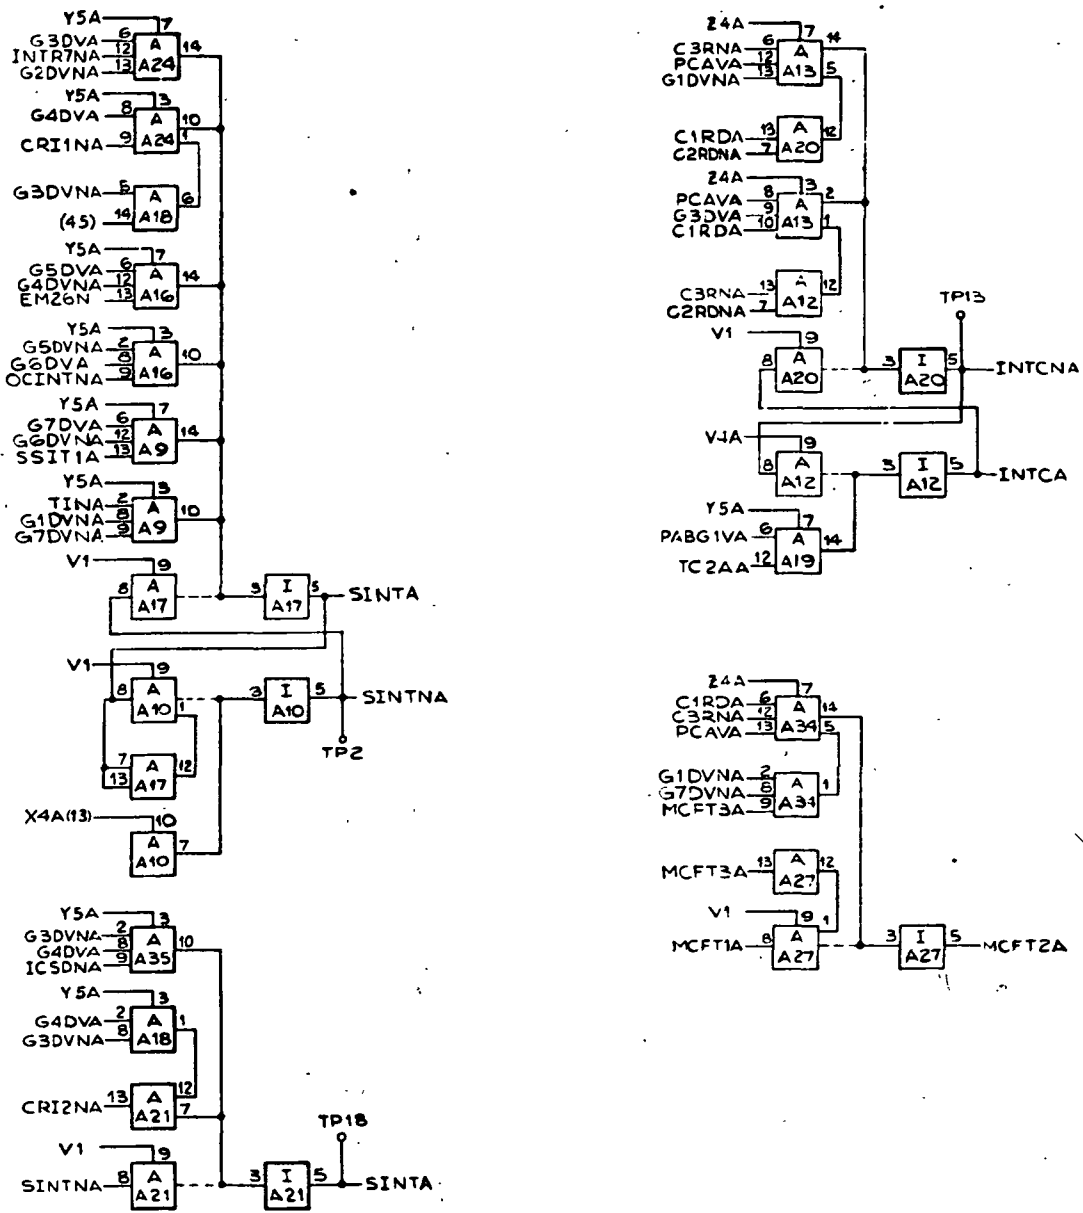 Y5A 7
G3DVA 6 A 14
INTR7NA 12 A24
G2DVNA 13
Y5A 3
G4DVA 8 A 10
CRI1NA 9 A24 1
G3DVNA 5 A
(45) 14 A18 6
Y5A 7
G5DVA 6 A 14
G4DVNA 12 A16
EM26N 13
Y5A 3
G5DVNA 2 A 10
G6DVA 8 A16
OCINTNA 9
Y5A 7
G7DVA 6 A 14
G6DVNA 12 A9
SSIT1A 13
Y5A 3
TINA 2 A 10
G1DVNA 8 A9
G7DVNA 9
V1 9
8 A A17 3 I A17 5 SINTA
V1 9
8 A A10 1 3 I A10 5 SINTNA
TP2
7 A 12
13 A17
X4A(13) 10
A A10 7
Y5A 3
G3DVNA 2 A 10
G4DVA 8 A35
ICSDNA 9
Y5A 3
G4DVA 2 A 1
G3DVNA 8 A18
CRI2NA 13 A A21 12
7
TP18
V1 9
SINTNA 8 A A21 3 I A21 5 SINTA
Z4A 7
C3RNA 6 A 14
PCAVA 12 A13 5
G1DVNA 13
C1RDA 13 A 12
C2RDNA 7 A20
Z4A 3
PCAVA 8 A 2
G3DVA 9 A13 1
C1RDA 10
C3RNA 13 A 12
C2RDNA 7 A12
TP13
V1 9
8 A A20 3 I A20 5 INTCNA
V4A 9
8 A A12 3 I A12 5 INTCA
Y5A 7
PABG1VA 6 A 14
TC2AA 12 A19
Z4A 7
C1RDA 6 A 14
C3RNA 12 A34 5
PCAVA 13
G1DVNA 2 A
G7DVNA 8 A34 1
MCFT3A 9
MCFT3A 13 A A27 12
V1 9 1
MCFT1A 8 A A27 3 I A27 5 MCFT2A